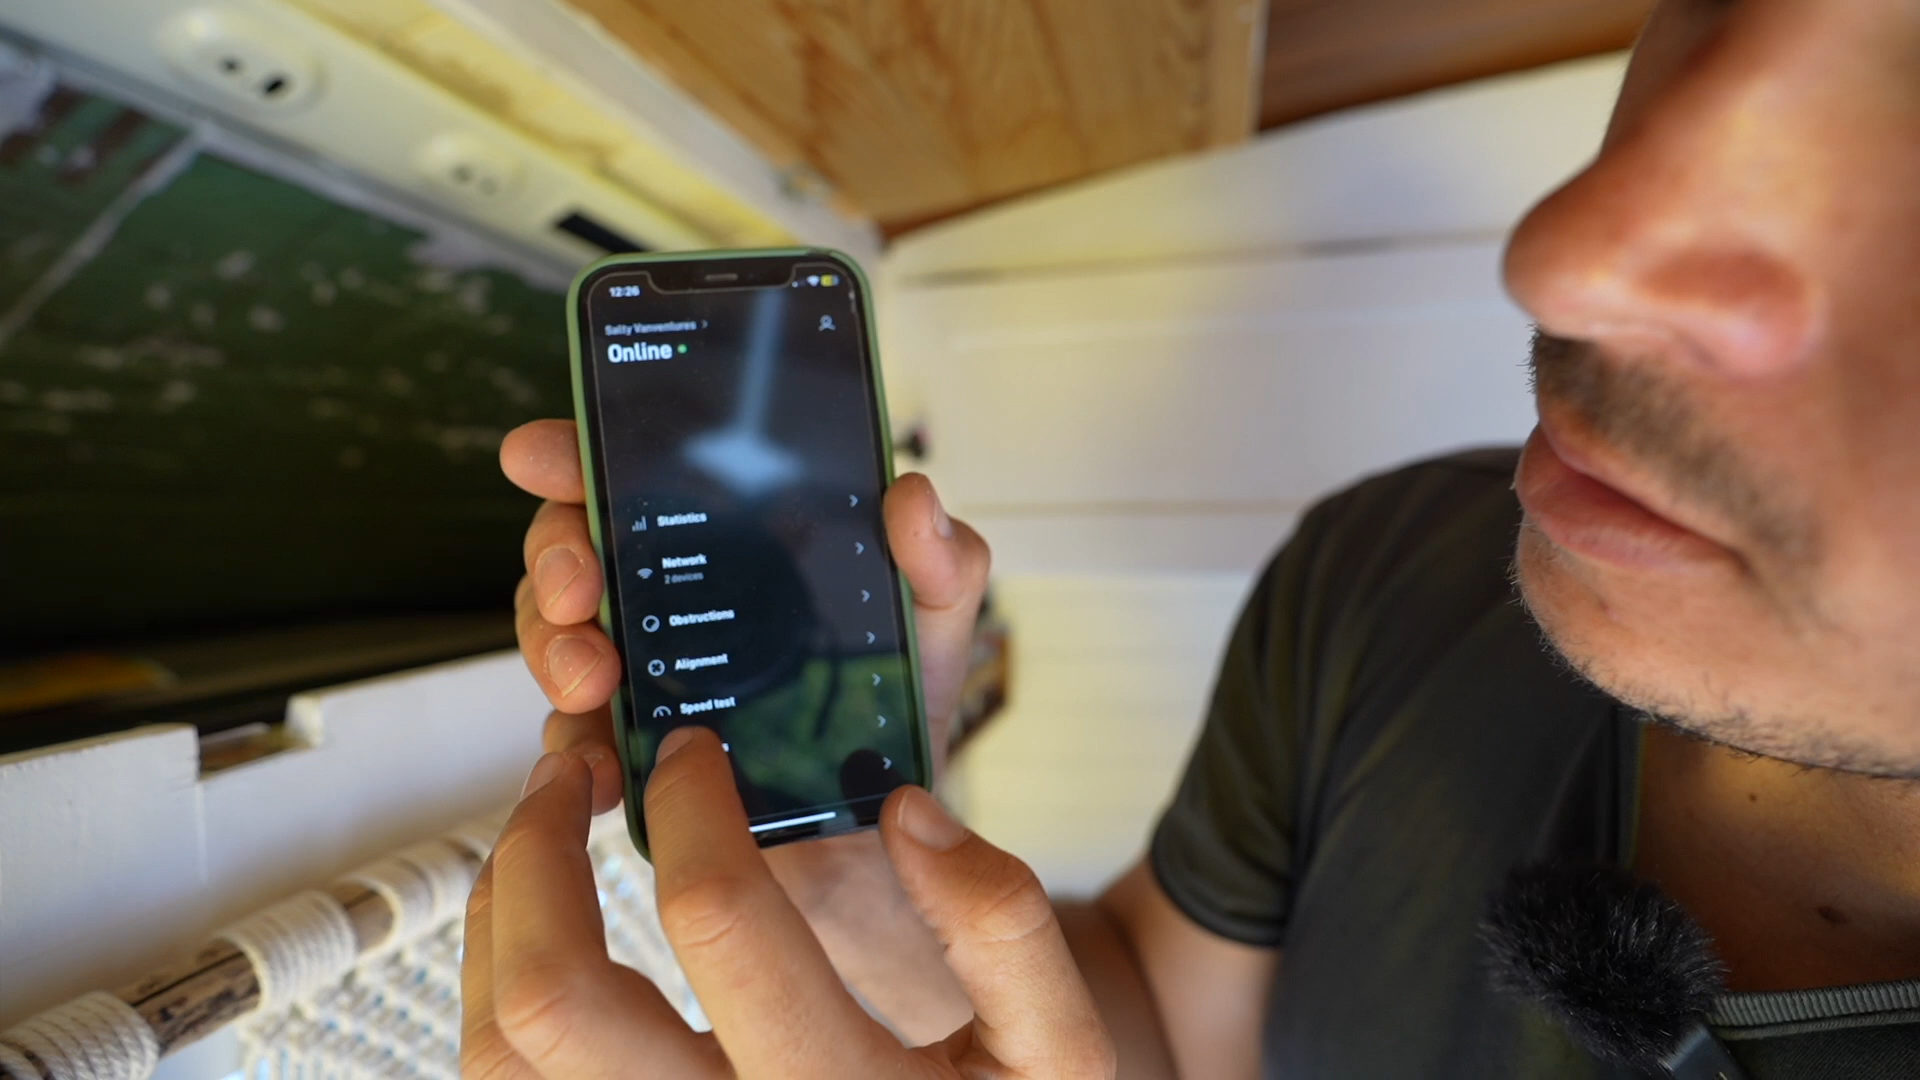 12:26
Salty Vanventures
Online
Statistics
Network
2 devices
Obstructions
Alignment
Speed test